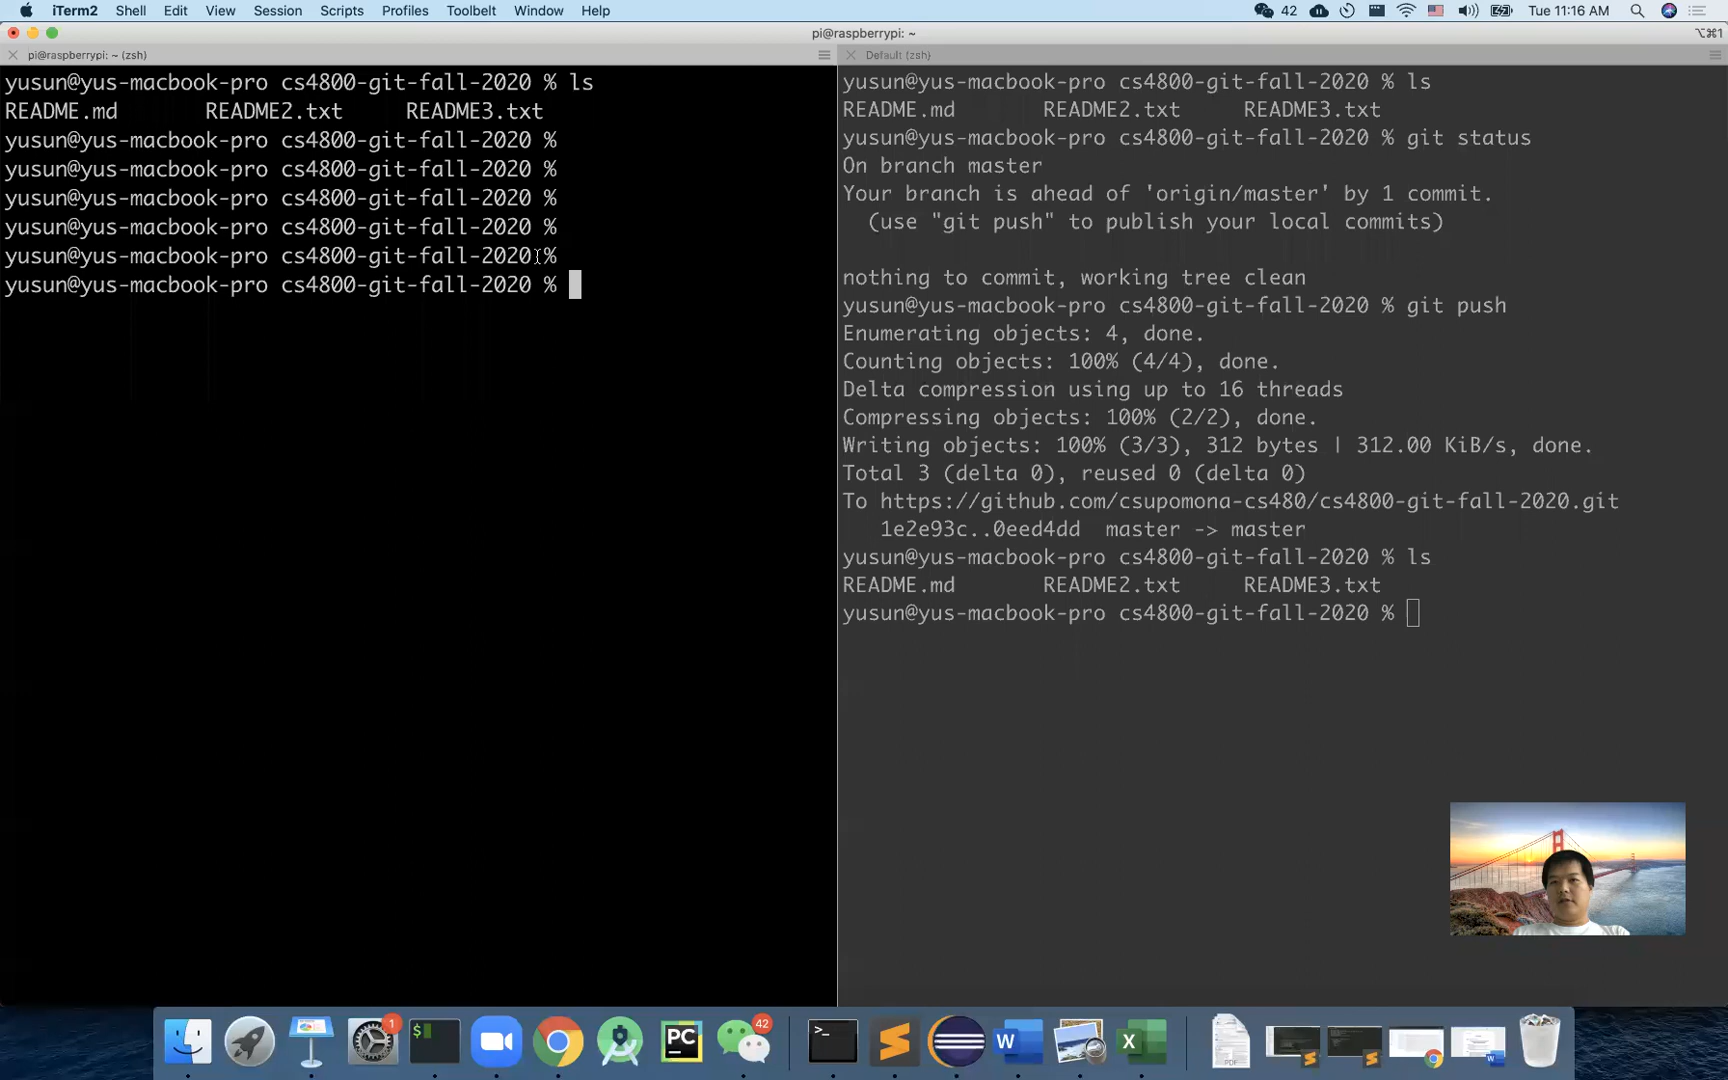 iTerm2 Shell Edit View Session Scripts Profiles Toolbelt Window Help 42 Tue 11:16 AM
pi@raspberrypi: ~
⌥⌘1
pi@raspberrypi: ~ (zsh)
yusun@yus-macbook-pro cs4800-git-fall-2020 % ls
README.md README2.txt README3.txt
yusun@yus-macbook-pro cs4800-git-fall-2020 %
yusun@yus-macbook-pro cs4800-git-fall-2020 %
yusun@yus-macbook-pro cs4800-git-fall-2020 %
yusun@yus-macbook-pro cs4800-git-fall-2020 %
yusun@yus-macbook-pro cs4800-git-fall-2020 %
yusun@yus-macbook-pro cs4800-git-fall-2020 %
Default (zsh)
yusun@yus-macbook-pro cs4800-git-fall-2020 % ls
README.md README2.txt README3.txt
yusun@yus-macbook-pro cs4800-git-fall-2020 % git status
On branch master
Your branch is ahead of 'origin/master' by 1 commit.
(use "git push" to publish your local commits)
nothing to commit, working tree clean
yusun@yus-macbook-pro cs4800-git-fall-2020 % git push
Enumerating objects: 4, done.
Counting objects: 100% (4/4), done.
Delta compression using up to 16 threads
Compressing objects: 100% (2/2), done.
Writing objects: 100% (3/3), 312 bytes | 312.00 KiB/s, done.
Total 3 (delta 0), reused 0 (delta 0)
To https://github.com/csupomona-cs480/cs4800-git-fall-2020.git
1e2e93c..0eed4dd master -> master
yusun@yus-macbook-pro cs4800-git-fall-2020 % ls
README.md README2.txt README3.txt
yusun@yus-macbook-pro cs4800-git-fall-2020 %
1 $ PC 42 >_ S W X PDF